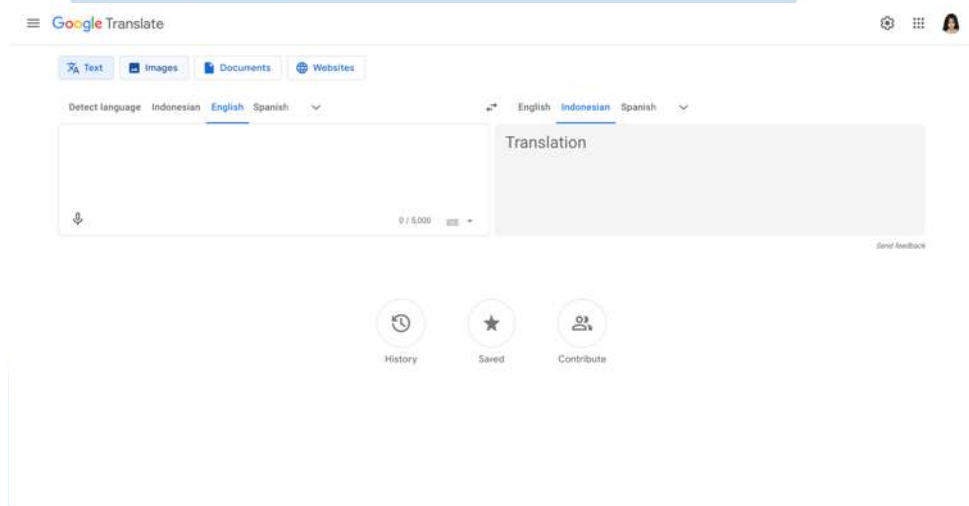 Google Translate
Text Images Documents Websites
Detect language Indonesian English Spanish English Indonesian Spanish
Translation
0 / 5,000
Send feedback
History Saved Contribute